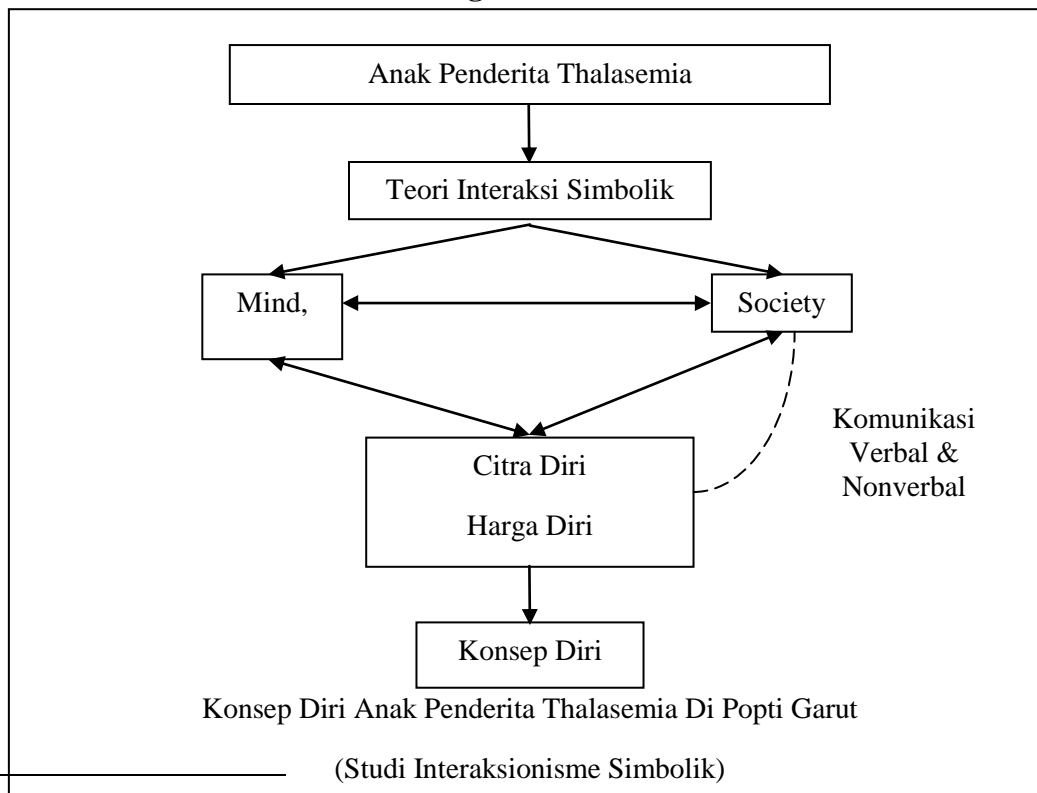 Anak Penderita Thalasemia
Teori Interaksi Simbolik
Mind,
Society
Komunikasi
Verbal &
Nonverbal
Citra Diri
Harga Diri
Konsep Diri
Konsep Diri Anak Penderita Thalasemia Di Popti Garut
(Studi Interaksionisme Simbolik)